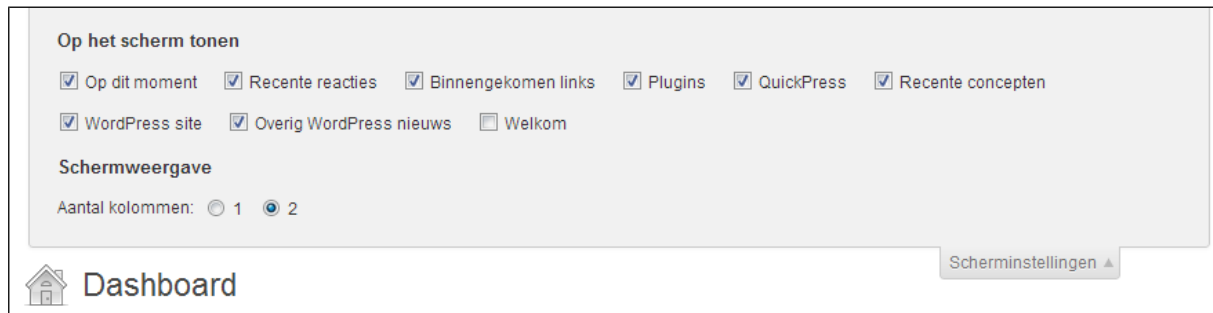 Op het scherm tonen
Op dit moment Recente reacties Binnengekomen links Plugins QuickPress Recente concepten
WordPress site Overig WordPress nieuws Welkom
Schermweergave
Aantal kolommen: 1 2
Scherminstellingen
Dashboard